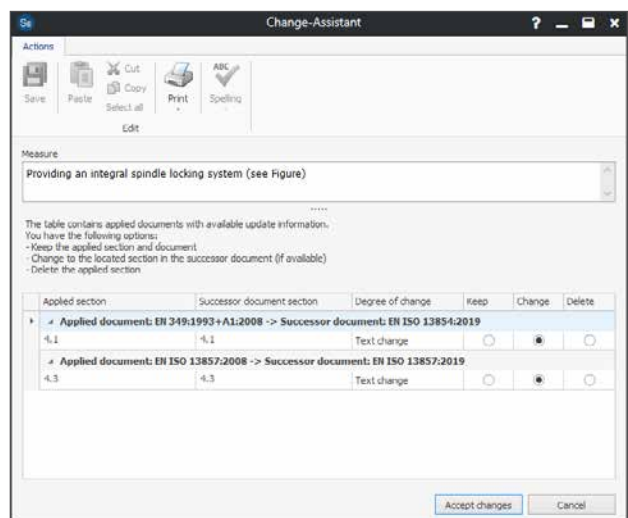 Se Change-Assistant ?
Actions
Save
Paste
Cut
Copy
Select all
Print
ABC
Spelling
Edit
Measure
Providing an integral spindle locking system (see Figure)
The table contains applied documents with available update information.
You have the following options:
- Keep the applied section and document
- Change to the located section in the successor document (if available)
- Delete the applied section
Applied section Successor document section Degree of change Keep Change Delete
Applied document: EN 349:1993+A1:2008 -> Successor document: EN ISO 13854:2019
4.1 4.1 Text change
Applied document: EN ISO 13857:2008 -> Successor document: EN ISO 13857:2019
4.3 4.3 Text change
Accept changes Cancel